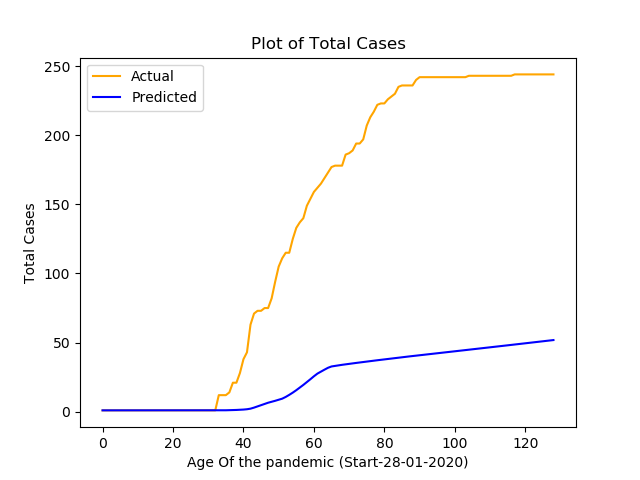 Plot of Total Cases
Actual
Predicted
250
200
150
100
50
0
Total Cases
0 20 40 60 80 100 120
Age Of the pandemic (Start-28-01-2020)